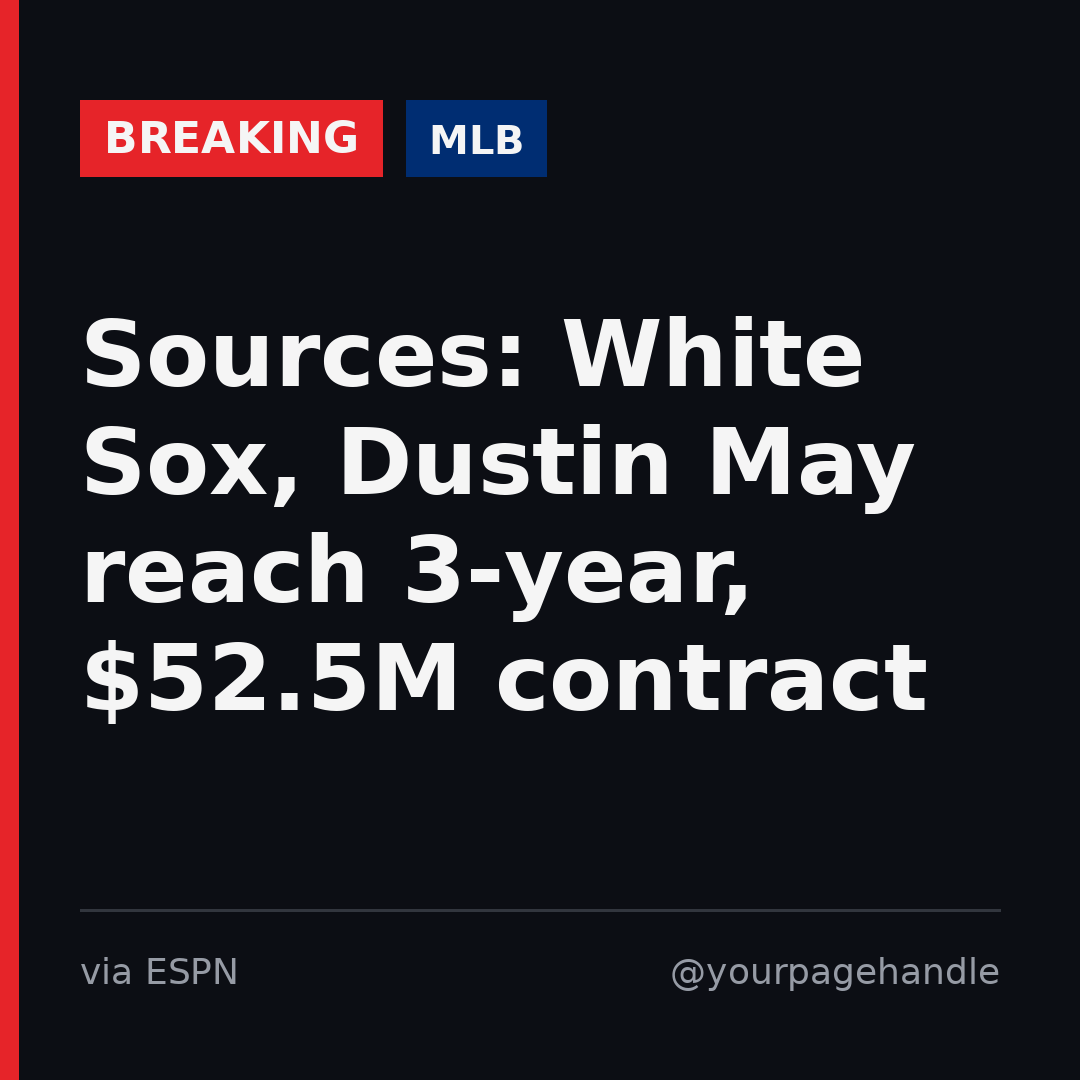 BREAKING MLB
Sources: White
Sox, Dustin May
reach 3-year,
$52.5M contract
via ESPN @yourpagehandle